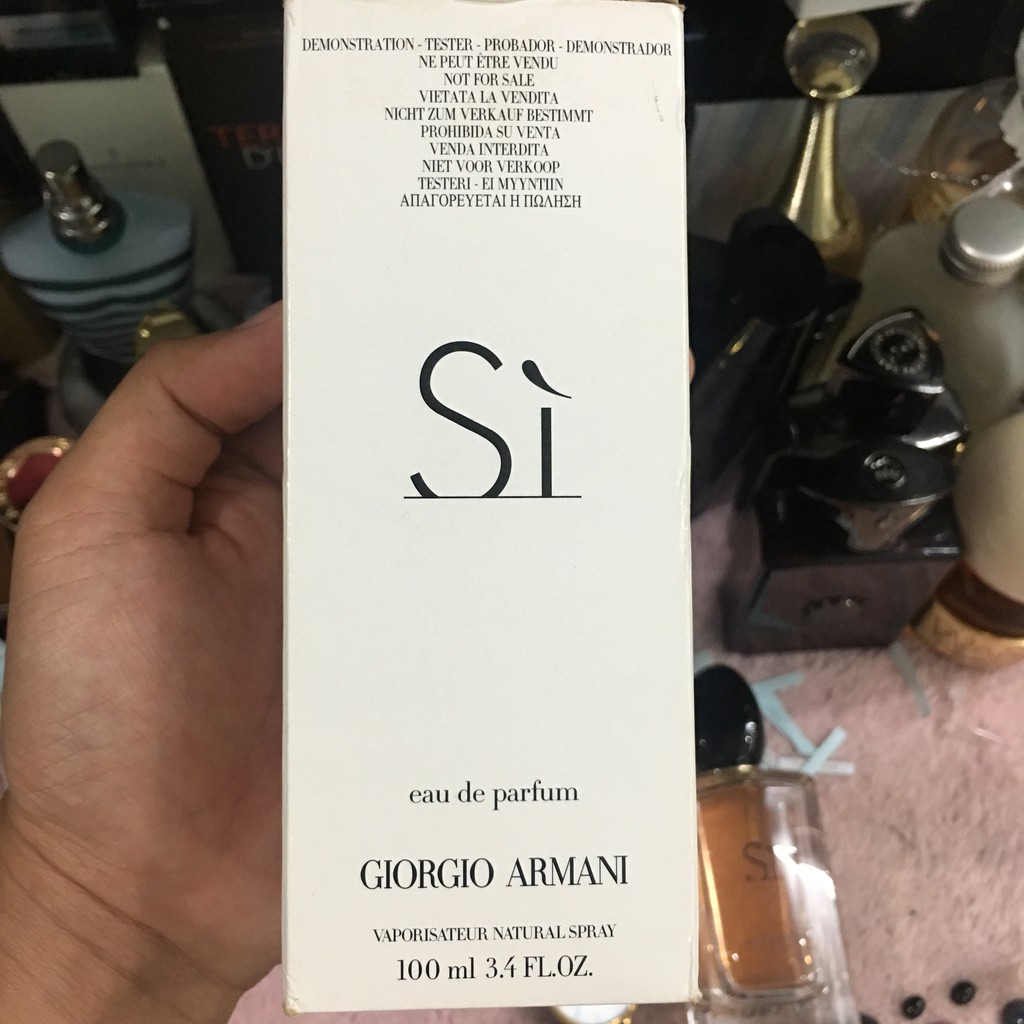 DEMONSTRATION - TESTER - PROBADOR - DEMONSTRADOR
NE PEUT ÊTRE VENDU
NOT FOR SALE
VIETATA LA VENDITA
NICHT ZUM VERKAUF BESTIMMT
PROHIBIDA SU VENTA
VENDA INTERDITA
NIET VOOR VERKOOP
TESTERI - EI MYYNTIIN
ΑΠΑΓΟΡΕΥΕΤΑΙ Η ΠΩΛΗΣΗ
Sì
eau de parfum
GIORGIO ARMANI
VAPORISATEUR NATURAL SPRAY
100 ml 3.4 FL.OZ.
Sì